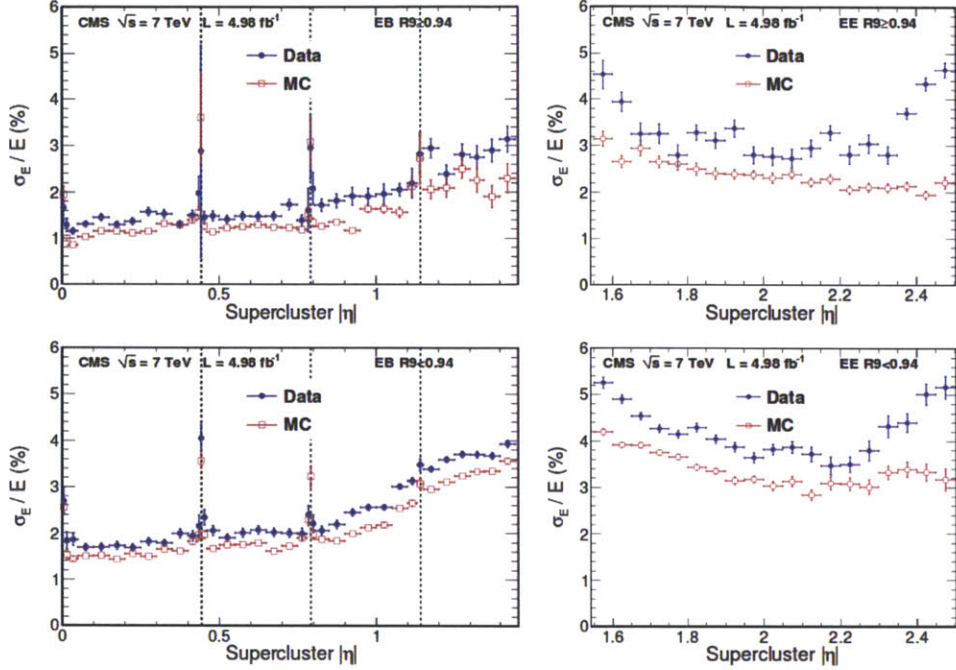 CMS √s = 7 TeV L = 4.98 fb⁻¹ EB R9≥0.94
Data
MC
σE / E (%)
6
5
4
3
2
1
0
0 0.5 1
Supercluster |η|
CMS √s = 7 TeV L = 4.98 fb⁻¹ EE R9≥0.94
Data
MC
σE / E (%)
6
5
4
3
2
1
0
1.6 1.8 2 2.2 2.4
Supercluster |η|
CMS √s = 7 TeV L = 4.98 fb⁻¹ EB R9<0.94
Data
MC
σE / E (%)
6
5
4
3
2
1
0
0 0.5 1
Supercluster |η|
CMS √s = 7 TeV L = 4.98 fb⁻¹ EE R9<0.94
Data
MC
σE / E (%)
6
5
4
3
2
1
0
1.6 1.8 2 2.2 2.4
Supercluster |η|